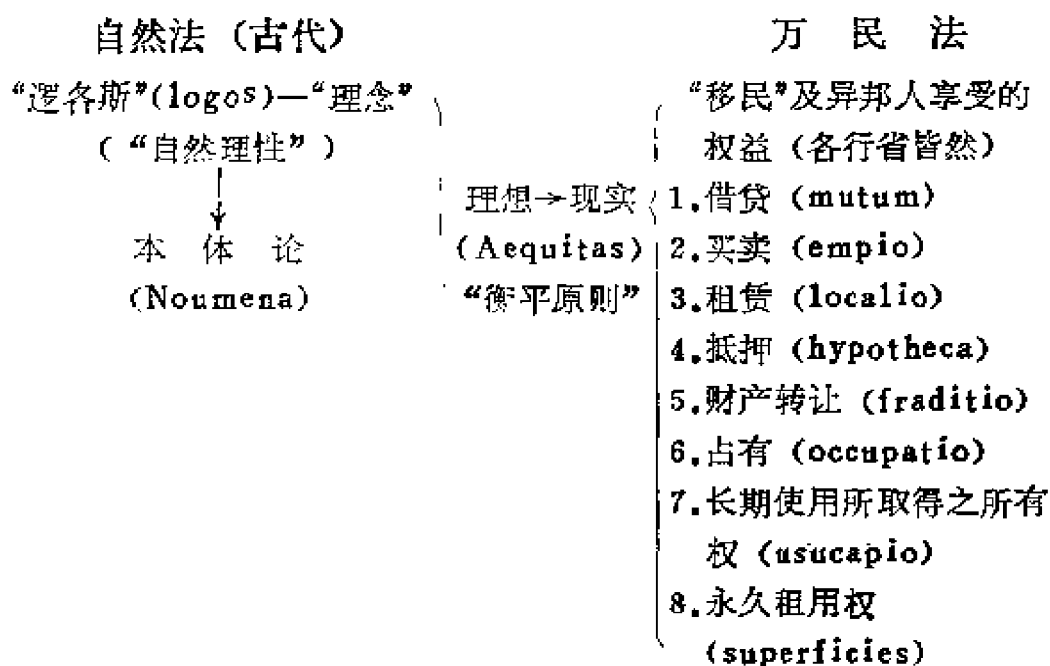 自然法（古代）
“逻各斯”(logos)—“理念”
（“自然理性”）
↓
本 体 论
(Noumena)
理想→现实
(Aequitas)
“衡平原则”
万 民 法
“移民”及异邦人享受的
权益（各行省皆然）
1.借贷 (mutum)
2.买卖 (empio)
3.租赁 (localio)
4.抵押 (hypotheca)
5.财产转让 (fraditio)
6.占有 (occupatio)
7.长期使用所取得之所有
权 (usucapio)
8.永久租用权
(superficies)